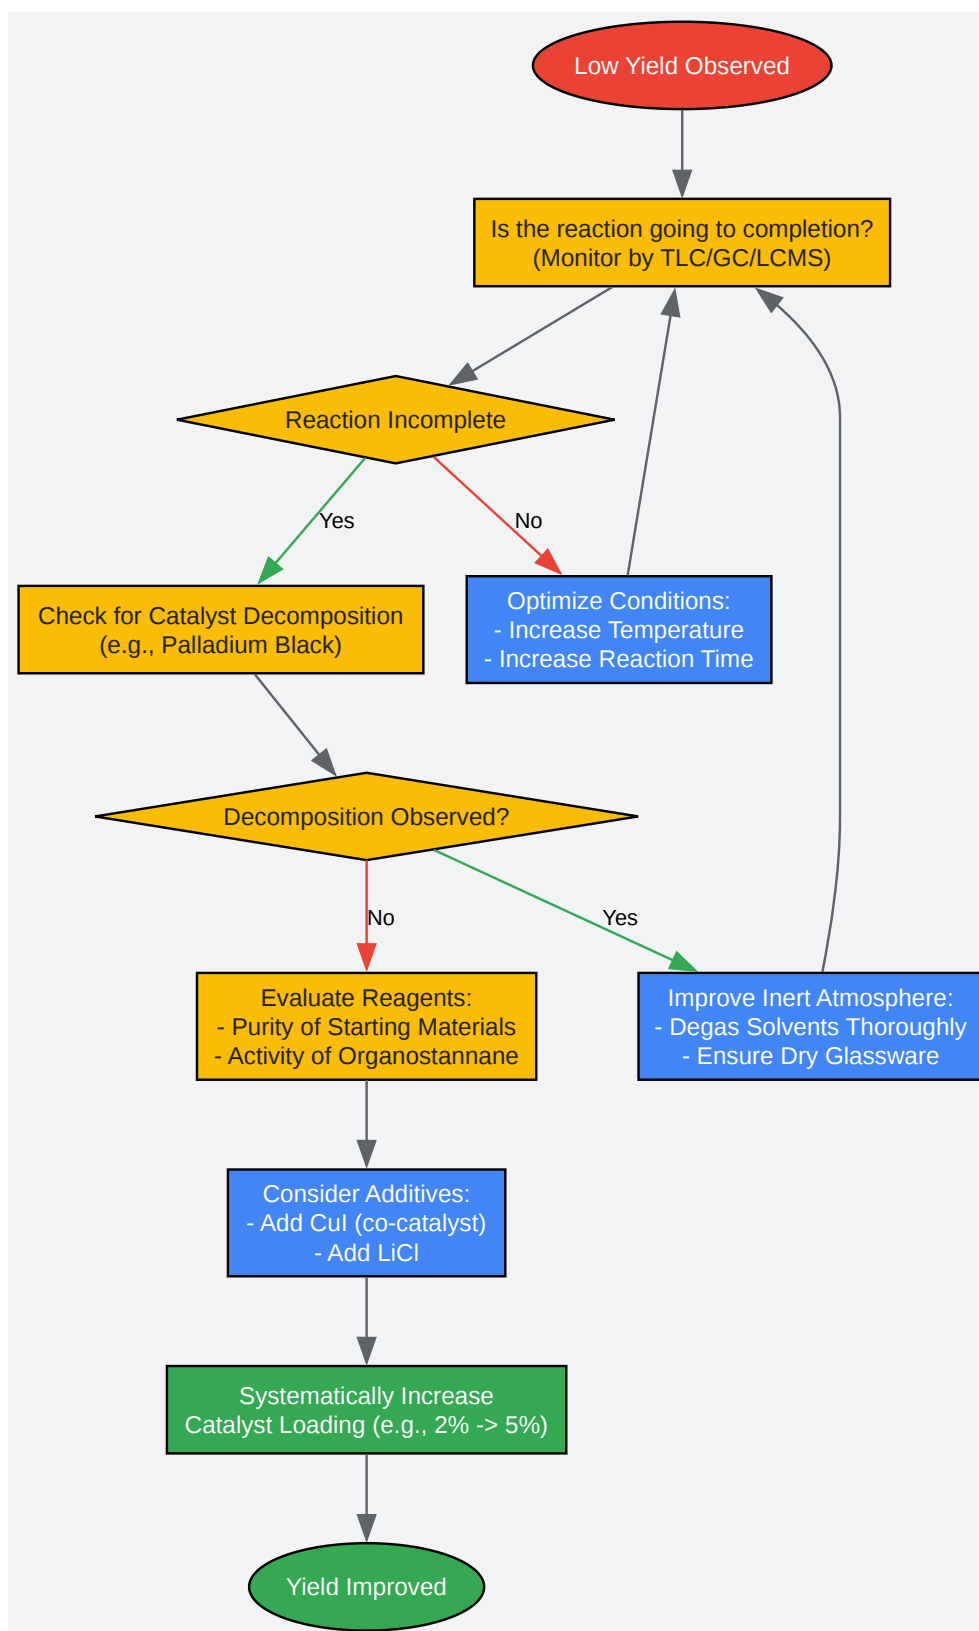 Low Yield Observed
Is the reaction going to completion?
(Monitor by TLC/GC/LCMS)
Reaction Incomplete
Yes
No
Check for Catalyst Decomposition
(e.g., Palladium Black)
Optimize Conditions:
- Increase Temperature
- Increase Reaction Time
Decomposition Observed?
No
Yes
Evaluate Reagents:
- Purity of Starting Materials
- Activity of Organostannane
Improve Inert Atmosphere:
- Degas Solvents Thoroughly
- Ensure Dry Glassware
Consider Additives:
- Add CuI (co-catalyst)
- Add LiCl
Systematically Increase
Catalyst Loading (e.g., 2% -> 5%)
Yield Improved